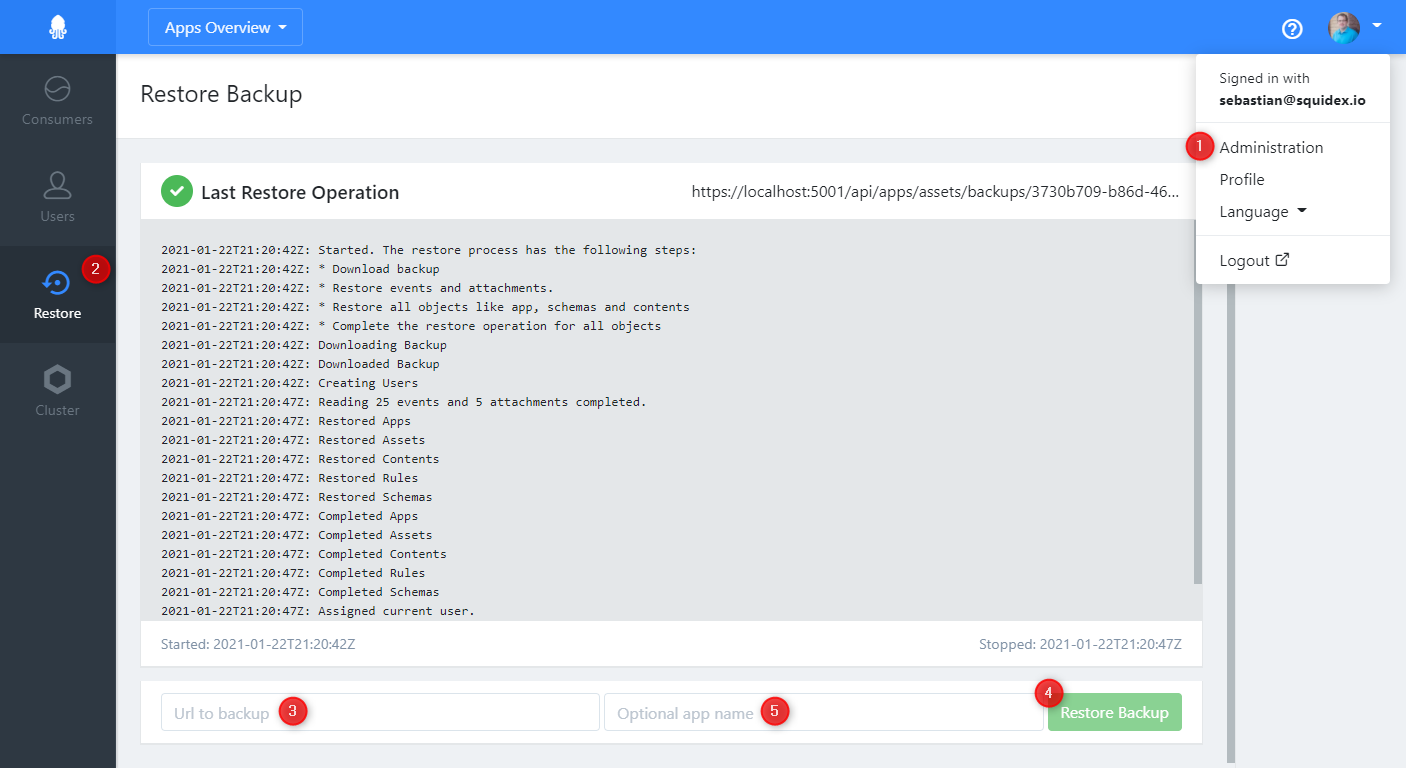 Apps Overview
Signed in with
sebastian@squidex.io
1
Administration
Profile
Language
Logout
Consumers
Users
2
Restore
Cluster
Restore Backup
Last Restore Operation
https://localhost:5001/api/apps/assets/backups/3730b709-b86d-46...
2021-01-22T21:20:42Z: Started. The restore process has the following steps:
2021-01-22T21:20:42Z: * Download backup
2021-01-22T21:20:42Z: * Restore events and attachments.
2021-01-22T21:20:42Z: * Restore all objects like app, schemas and contents
2021-01-22T21:20:42Z: * Complete the restore operation for all objects
2021-01-22T21:20:42Z: Downloading Backup
2021-01-22T21:20:42Z: Downloaded Backup
2021-01-22T21:20:42Z: Creating Users
2021-01-22T21:20:47Z: Reading 25 events and 5 attachments completed.
2021-01-22T21:20:47Z: Restored Apps
2021-01-22T21:20:47Z: Restored Assets
2021-01-22T21:20:47Z: Restored Contents
2021-01-22T21:20:47Z: Restored Rules
2021-01-22T21:20:47Z: Restored Schemas
2021-01-22T21:20:47Z: Completed Apps
2021-01-22T21:20:47Z: Completed Assets
2021-01-22T21:20:47Z: Completed Contents
2021-01-22T21:20:47Z: Completed Rules
2021-01-22T21:20:47Z: Completed Schemas
2021-01-22T21:20:47Z: Assigned current user.
Started: 2021-01-22T21:20:42Z
Stopped: 2021-01-22T21:20:47Z
Url to backup
3
Optional app name
5
4
Restore Backup